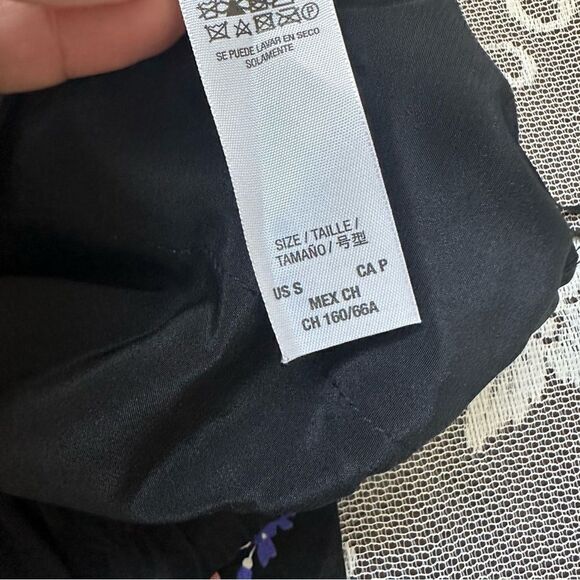 SE PUEDE LAVAR EN SECO
SOLAMENTE
SIZE / TAILLE /
TAMAÑO / 号型
US S CA P
MEX CH
CH 160/66A